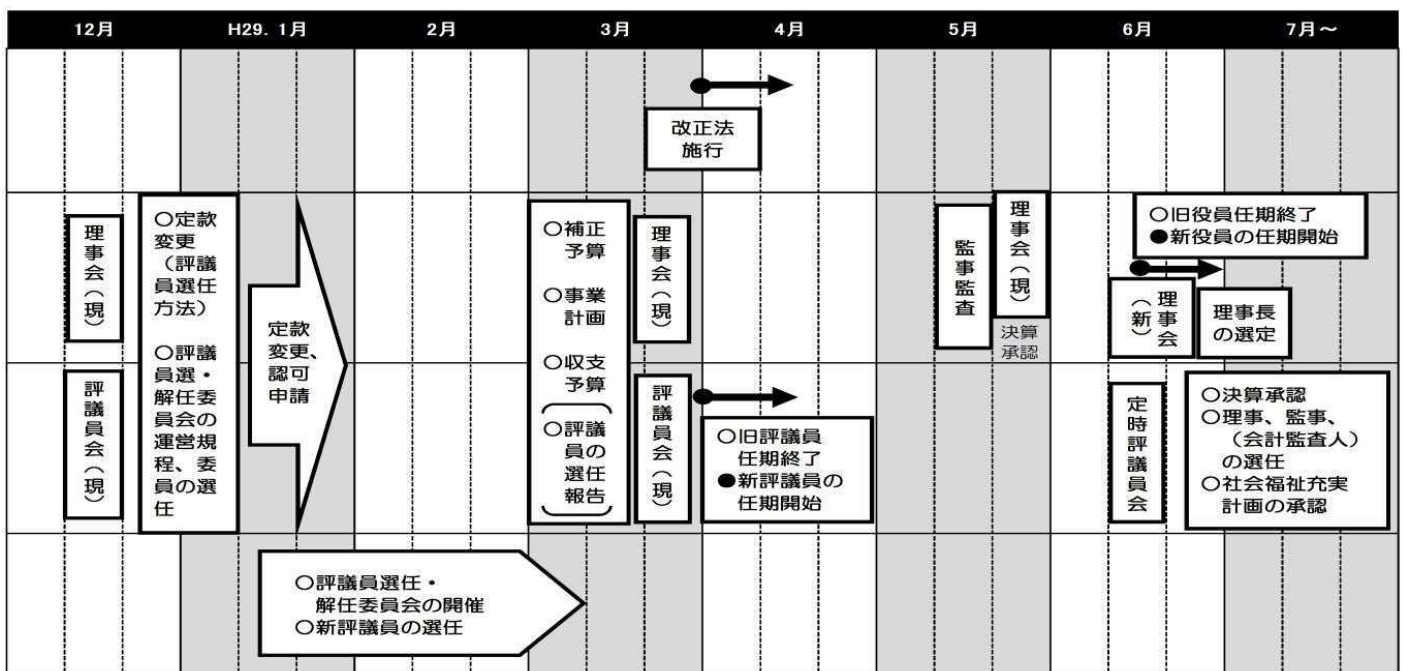 12月
H29. 1月
2月
3月
4月
5月
6月
7月～
改正法
施行
理事会（現）
評議員会（現）
○定款
変更
（評議
員選任
方法）
○評議
員選・
解任委
員会の
運営規
程、委
員の選
任
定款
変更、
認可
申請
○補正
予算
○事業
計画
○収支
予算
○評議
員の
選任
報告
理事会（現）
評議員会（現）
○旧評議員
任期終了
●新評議員の
任期開始
監事監査
理事会（現）
決算
承認
○旧役員任期終了
●新役員の任期開始
理事会
（新）
理事長
の選定
定時評議員会
○決算承認
○理事、監事、
（会計監査人）
の選任
○社会福祉充実
計画の承認
○評議員選任・
解任委員会の開催
○新評議員の選任